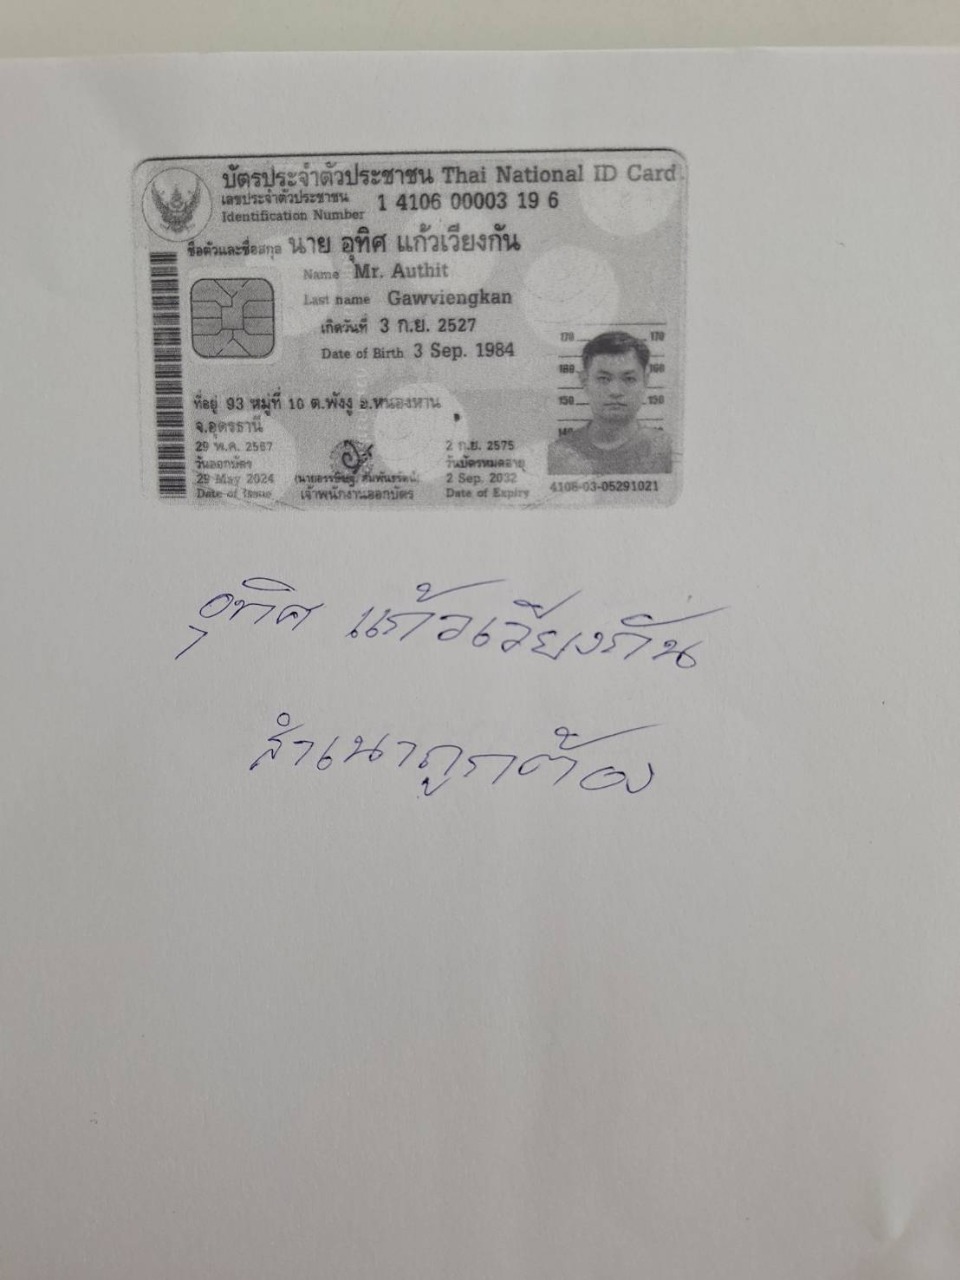 บัตรประจำตัวประชาชน Thai National ID Card
เลขประจำตัวประชาชน 1 4106 00003 19 6
Identification Number
ชื่อตัวและชื่อสกุล นาย อุทิศ แก้วเวียงกัน
Name Mr. Authit
Last name Gawviengkan
เกิดวันที่ 3 ก.ย. 2527
Date of Birth 3 Sep. 1984
ที่อยู่ 93 หมู่ที่ 10 ต.พังงู อ.หนองหาน
จ.อุดรธานี
29 พ.ค. 2567
วันออกบัตร
29 May 2024
Date of Issue
เจ้าพนักงานออกบัตร
2 ก.ย. 2575
วันบัตรหมดอายุ
2 Sep. 2032
Date of Expiry
170 170
160 160
150 150
140
4106-03-05291021
อุทิศ แก้วเวียงกัน
สำเนาถูกต้อง